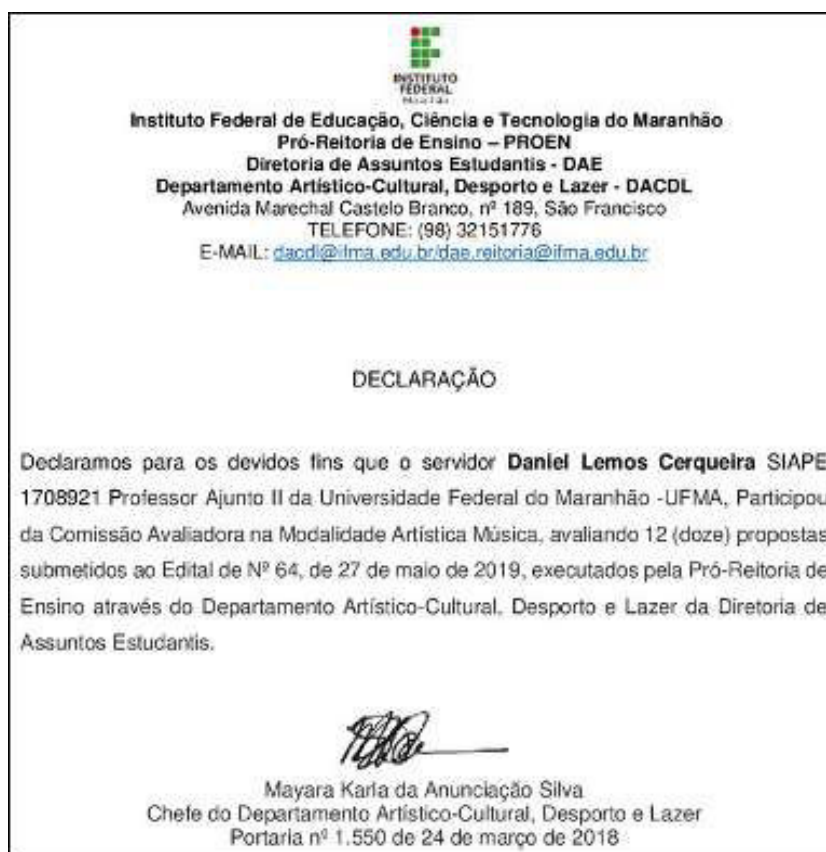 INSTITUTO
FEDERAL
Maranhão
Instituto Federal de Educação, Ciência e Tecnologia do Maranhão
Pró-Reitoria de Ensino – PROEN
Diretoria de Assuntos Estudantis - DAE
Departamento Artístico-Cultural, Desporto e Lazer - DACDL
Avenida Marechal Castelo Branco, nº 189, São Francisco
TELEFONE: (98) 32151776
E-MAIL: dacdl@ifma.edu.br/dae.reitoria@ifma.edu.br
DECLARAÇÃO
Declaramos para os devidos fins que o servidor Daniel Lemos Cerqueira SIAPE
1708921 Professor Ajunto II da Universidade Federal do Maranhão -UFMA, Participou
da Comissão Avaliadora na Modalidade Artística Música, avaliando 12 (doze) propostas
submetidos ao Edital de Nº 64, de 27 de maio de 2019, executados pela Pró-Reitoria de
Ensino através do Departamento Artístico-Cultural, Desporto e Lazer da Diretoria de
Assuntos Estudantis.
Mayara Karla da Anunciação Silva
Chefe do Departamento Artístico-Cultural, Desporto e Lazer
Portaria nº 1.550 de 24 de março de 2018